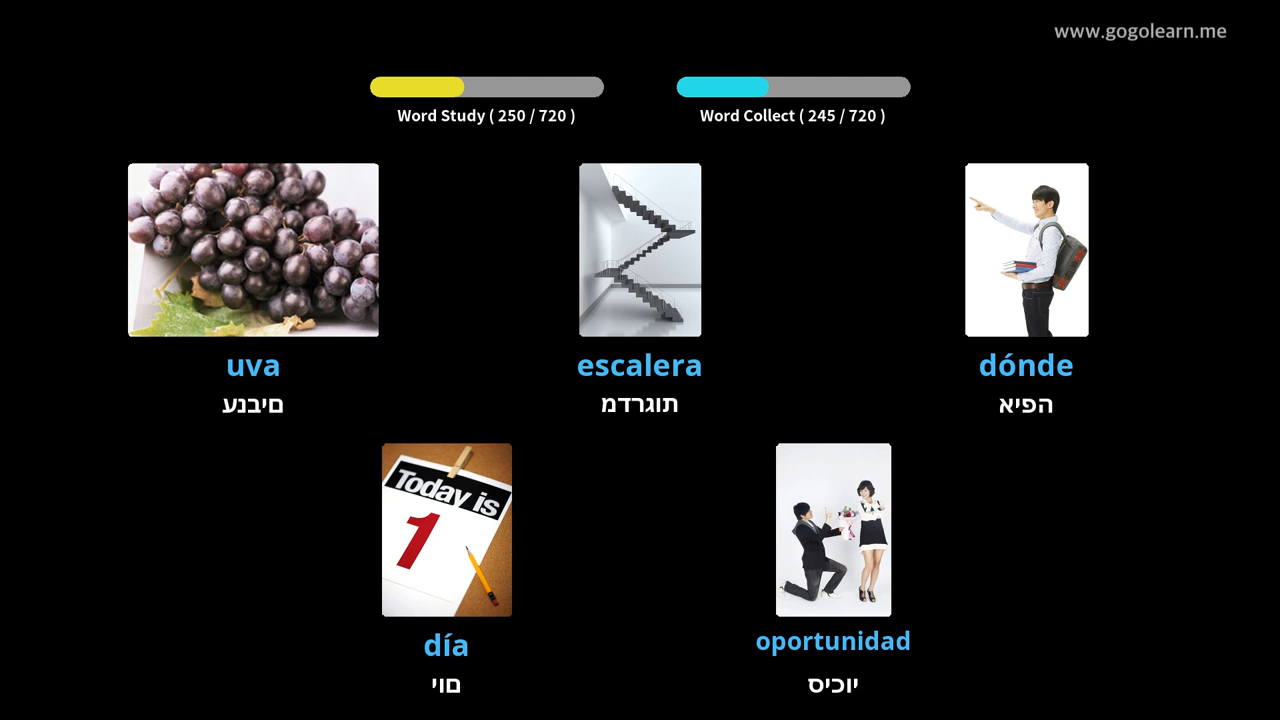 www.gogolearn.me
Word Study ( 250 / 720 )
Word Collect ( 245 / 720 )
uva
םיבנע
escalera
תוגרדמ
dónde
הפיא
Today is
1
día
םוי
oportunidad
יוכיס